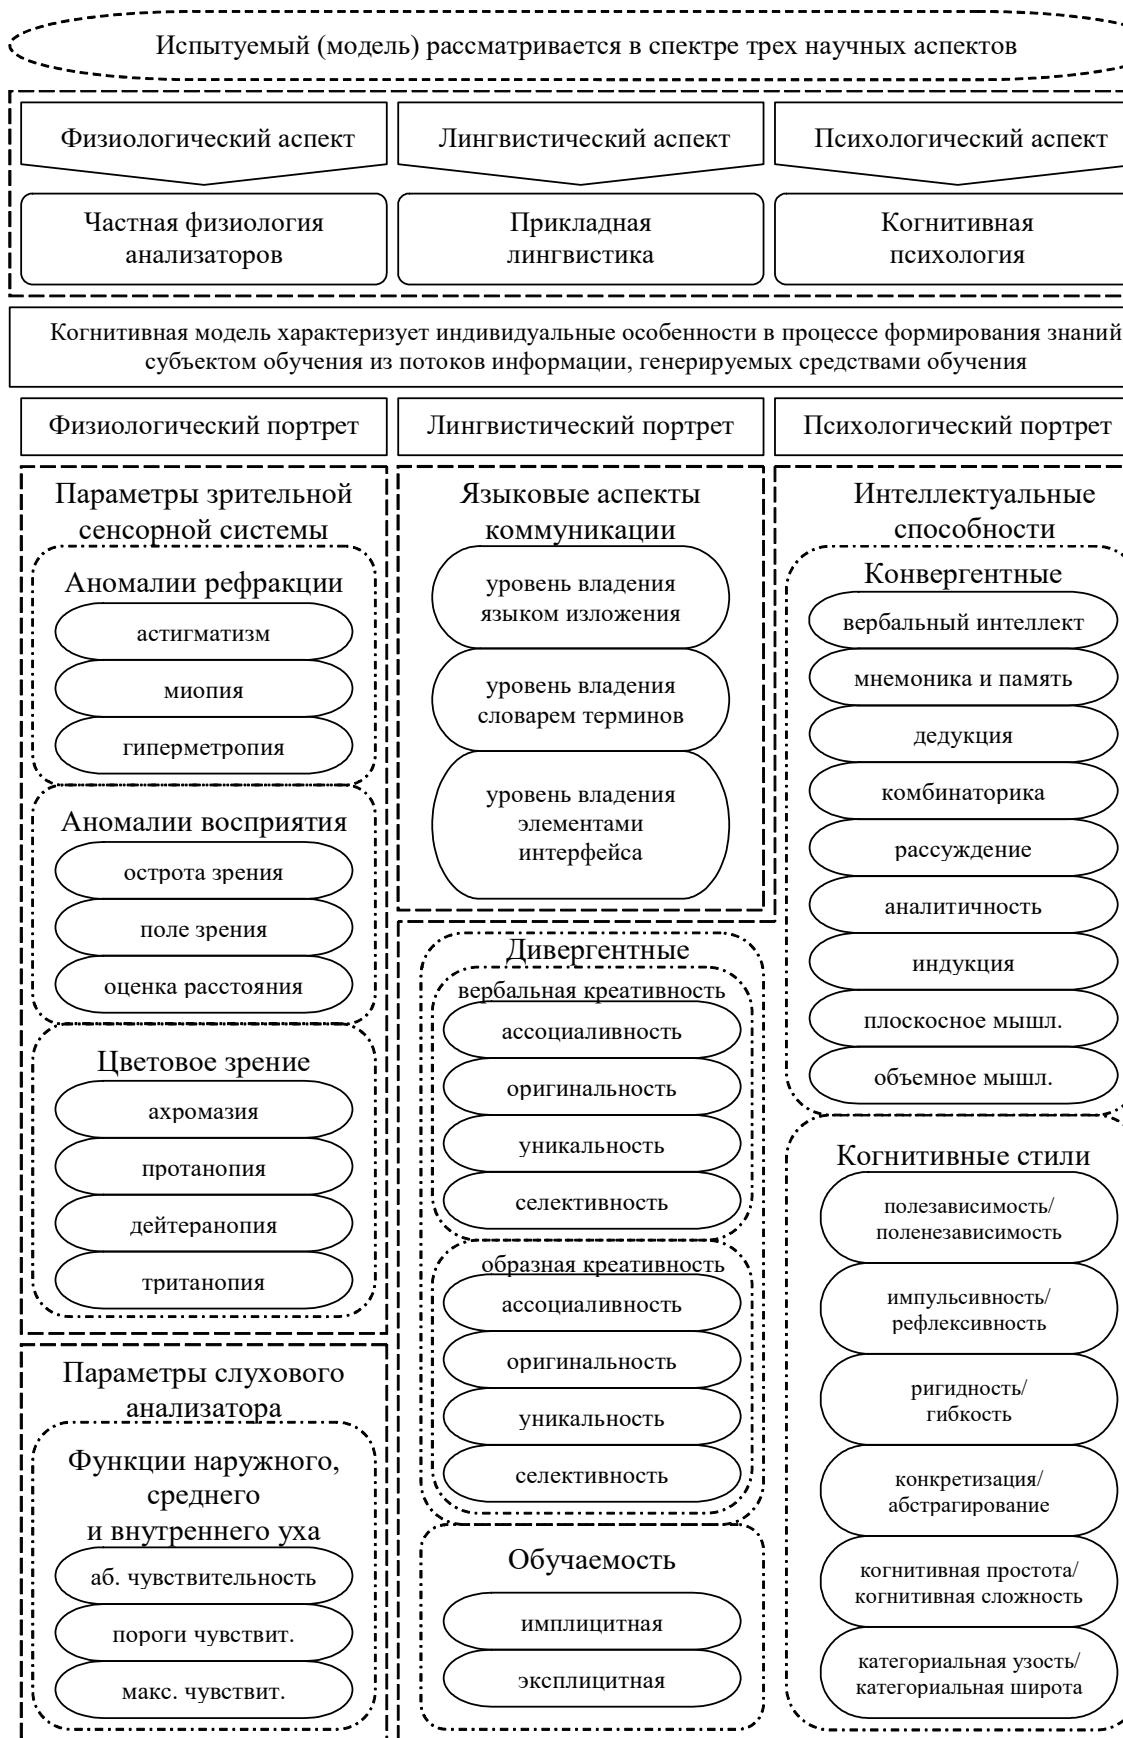 Испытуемый (модель) рассматривается в спектре трех научных аспектов
Физиологический аспект
Лингвистический аспект
Психологический аспект
Частная физиология
анализаторов
Прикладная
лингвистика
Когнитивная
психология
Когнитивная модель характеризует индивидуальные особенности в процессе формирования знаний
субъектом обучения из потоков информации, генерируемых средствами обучения
Физиологический портрет
Лингвистический портрет
Психологический портрет
Параметры зрительной
сенсорной системы
Аномалии рефракции
астигматизм
миопия
гиперметропия
Аномалии восприятия
острота зрения
поле зрения
оценка расстояния
Цветовое зрение
ахромазия
протанопия
дейтеранопия
тританопия
Параметры слухового
анализатора
Функции наружного,
среднего
и внутреннего уха
аб. чувствительность
пороги чувствит.
макс. чувствит.
Языковые аспекты
коммуникации
уровень владения
языком изложения
уровень владения
словарем терминов
уровень владения
элементами
интерфейса
Дивергентные
вербальная креативность
ассоциаливность
оригинальность
уникальность
селективность
образная креативность
ассоциаливность
оригинальность
уникальность
селективность
Обучаемость
имплицитная
эксплицитная
Интеллектуальные
способности
Конвергентные
вербальный интеллект
мнемоника и память
дедукция
комбинаторика
рассуждение
аналитичность
индукция
плоскосное мышл.
объемное мышл.
Когнитивные стили
полезависимость/
поленезависимость
импульсивность/
рефлексивность
ригидность/
гибкость
конкретизация/
абстрагирование
когнитивная простота/
когнитивная сложность
категориальная узость/
категориальная широта